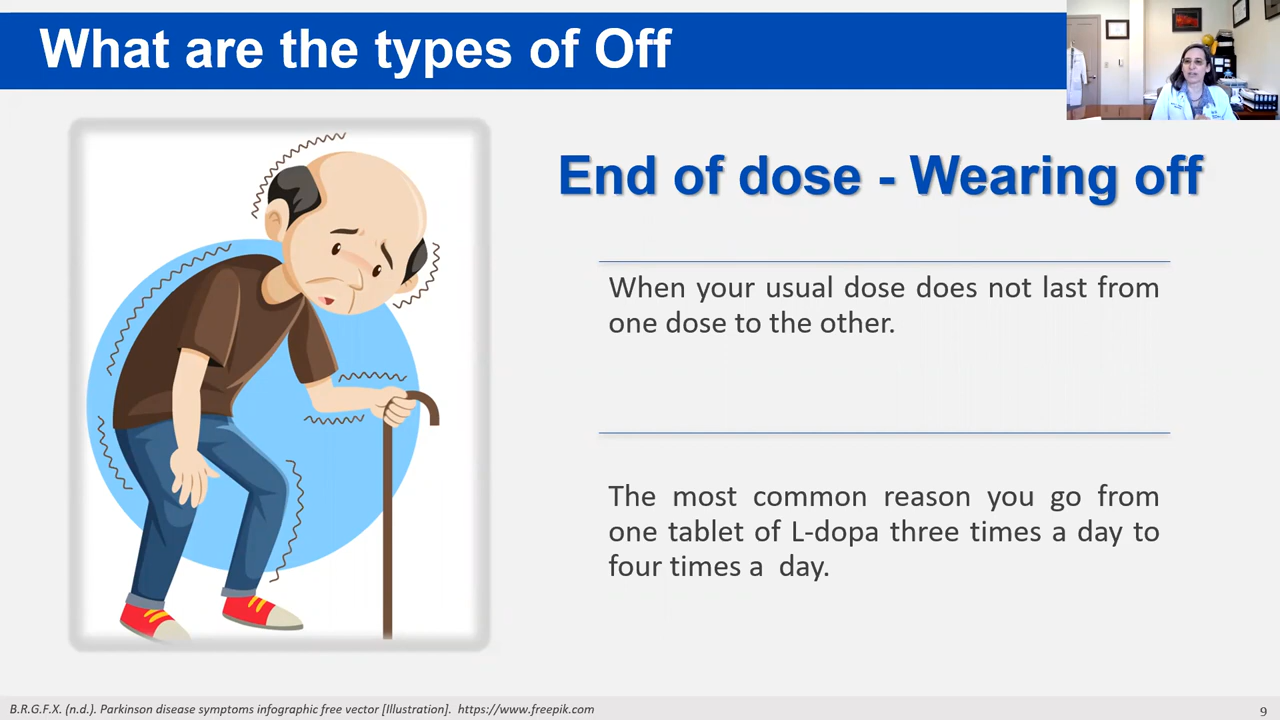 What are the types of Off
End of dose - Wearing off
When your usual dose does not last from
one dose to the other.
The most common reason you go from
one tablet of L-dopa three times a day to
four times a  day.
B.R.G.F.X. (n.d.). Parkinson disease symptoms infographic free vector [Illustration].  https://www.freepik.com
9